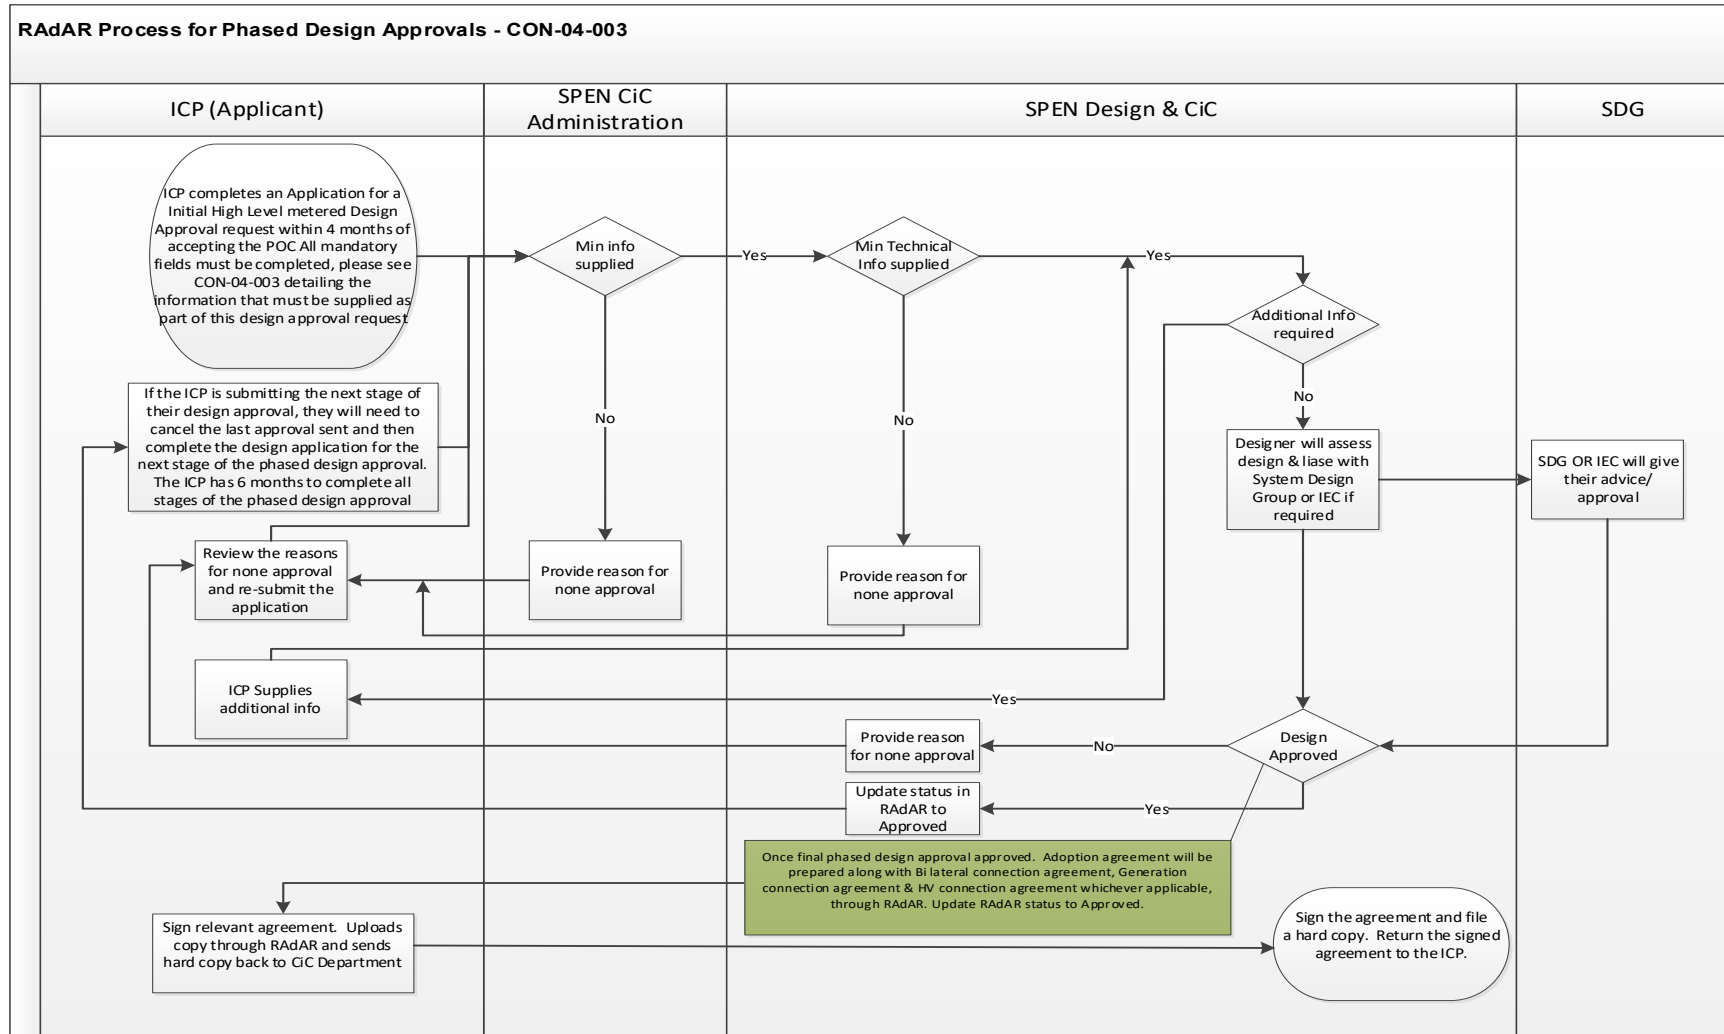 RAdAR Process for Phased Design Approvals - CON-04-003
ICP (Applicant)
SPEN CiC
Administration
SPEN Design & CiC
SDG
ICP completes an Application for a
Initial High Level metered Design
Approval request within 4 months of
accepting the POC All mandatory
fields must be completed, please see
CON-04-003 detailing the
information that must be supplied as
part of this design approval request
Min info
supplied
Yes
Min Technical
Info supplied
Yes
Additional Info
required
No
No
No
If the ICP is submitting the next stage of
their design approval, they will need to
cancel the last approval sent and then
complete the design application for the
next stage of the phased design approval.
The ICP has 6 months to complete all
stages of the phased design approval
Designer will assess
design & liase with
System Design
Group or IEC if
required
SDG OR IEC will give
their advice/
approval
Review the reasons
for none approval
and re-submit the
application
Provide reason for
none approval
Provide reason for
none approval
ICP Supplies
additional info
Yes
Provide reason
for none approval
No
Design
Approved
Update status in
RAdAR to
Approved
Yes
Once final phased design approval approved. Adoption agreement will be
prepared along with Bi lateral connection agreement, Generation
connection agreement & HV connection agreement whichever applicable,
through RAdAR. Update RAdAR status to Approved.
Sign relevant agreement. Uploads
copy through RAdAR and sends
hard copy back to CiC Department
Sign the agreement and file
a hard copy. Return the signed
agreement to the ICP.